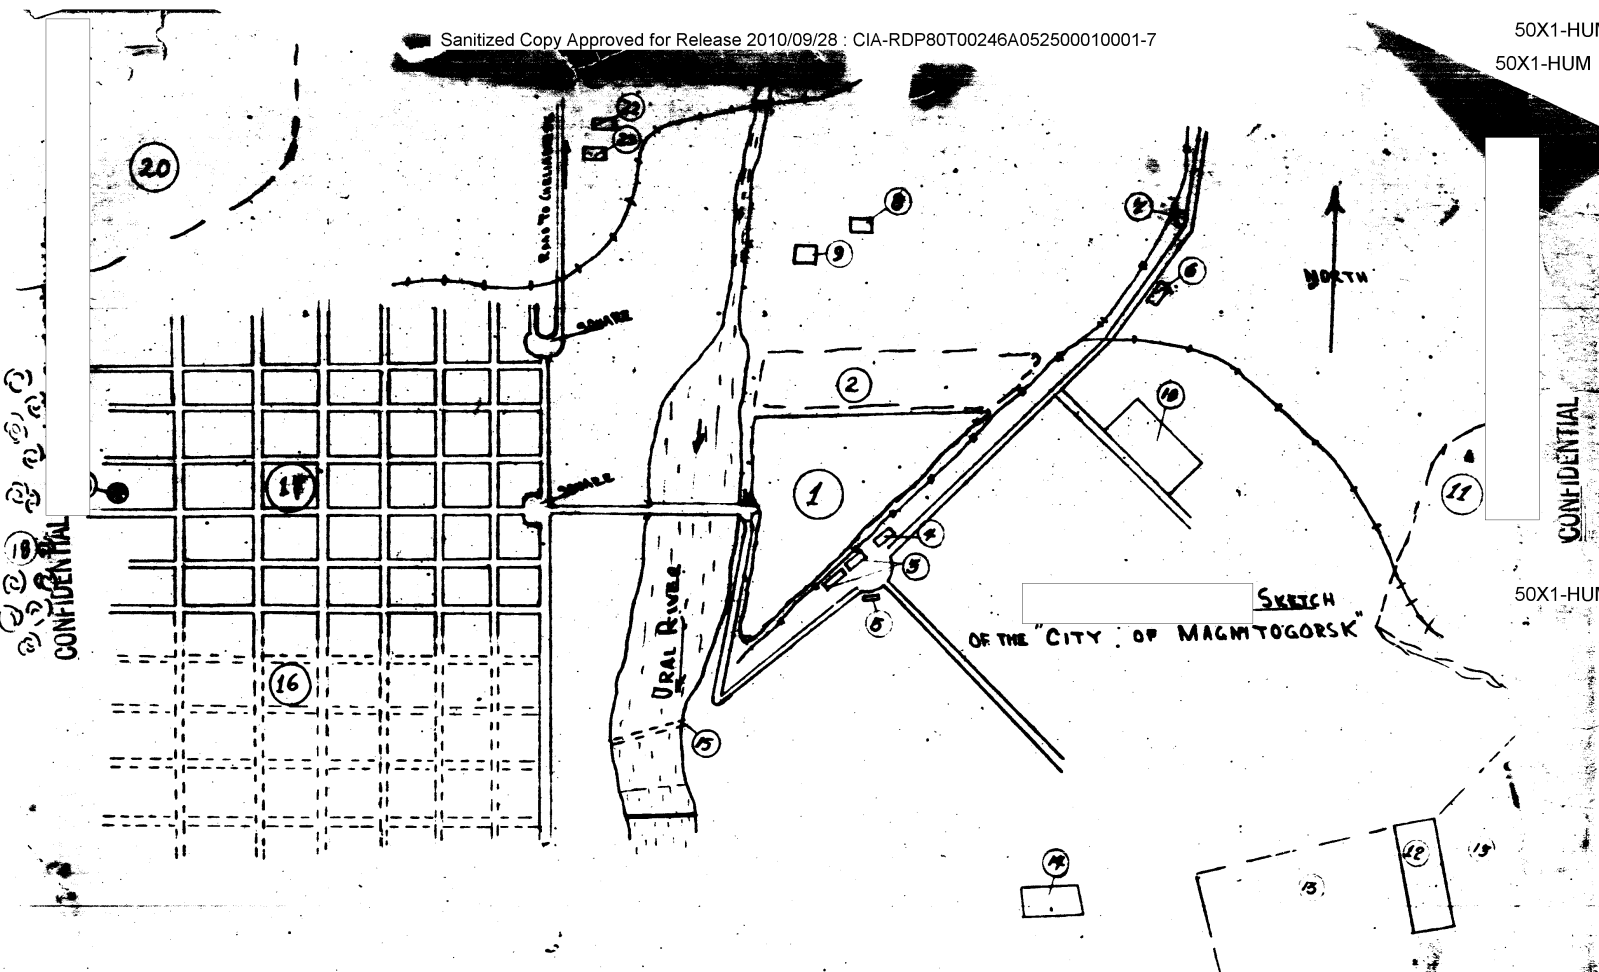 Sanitized Copy Approved for Release 2010/09/28 : CIA-RDP80T00246A052500010001-7
50X1-HUM
50X1-HUM
22
20
ROAD TO CHELIABINSK
8
9
7
6
NORTH
SQUARE
2
10
CONFIDENTIAL
SQUARE
17
1
11
4
3
18
CONFIDENTIAL
5
50X1-HUM
SKETCH
OF THE "CITY OF MAGNITOGORSK"
URAL RIVER
16
15
14
12
13
13